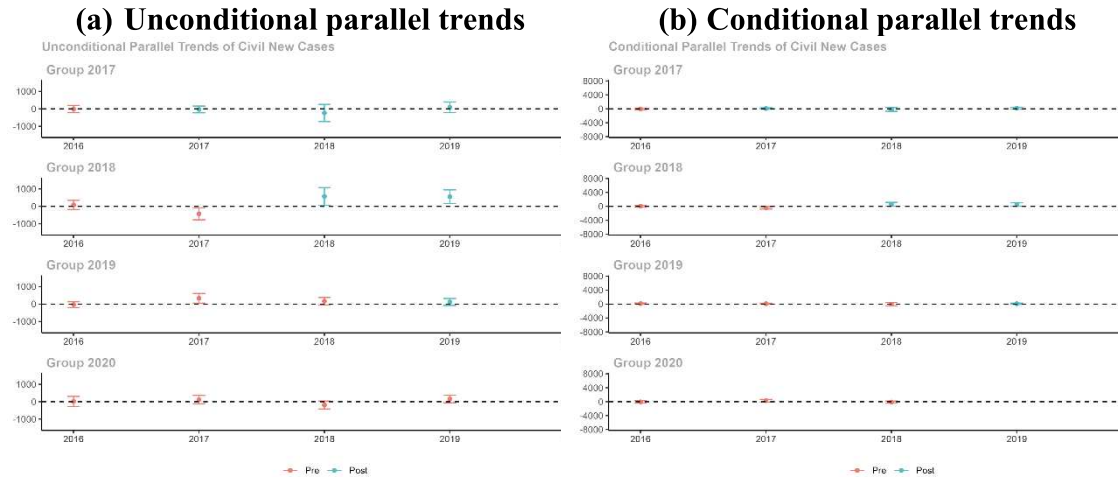 (a) Unconditional parallel trends
Unconditional Parallel Trends of Civil New Cases
Group 2017
1000
0
-1000
2016 2017 2018 2019
Group 2018
1000
0
-1000
2016 2017 2018 2019
Group 2019
1000
0
-1000
2016 2017 2018 2019
Group 2020
1000
0
-1000
2016 2017 2018 2019
Pre Post
(b) Conditional parallel trends
Conditional Parallel Trends of Civil New Cases
Group 2017
8000
4000
0
-4000
-8000
2016 2017 2018 2019
Group 2018
8000
4000
0
-4000
-8000
2016 2017 2018 2019
Group 2019
8000
4000
0
-4000
-8000
2016 2017 2018 2019
Group 2020
8000
4000
0
-4000
-8000
2016 2017 2018 2019
Pre Post